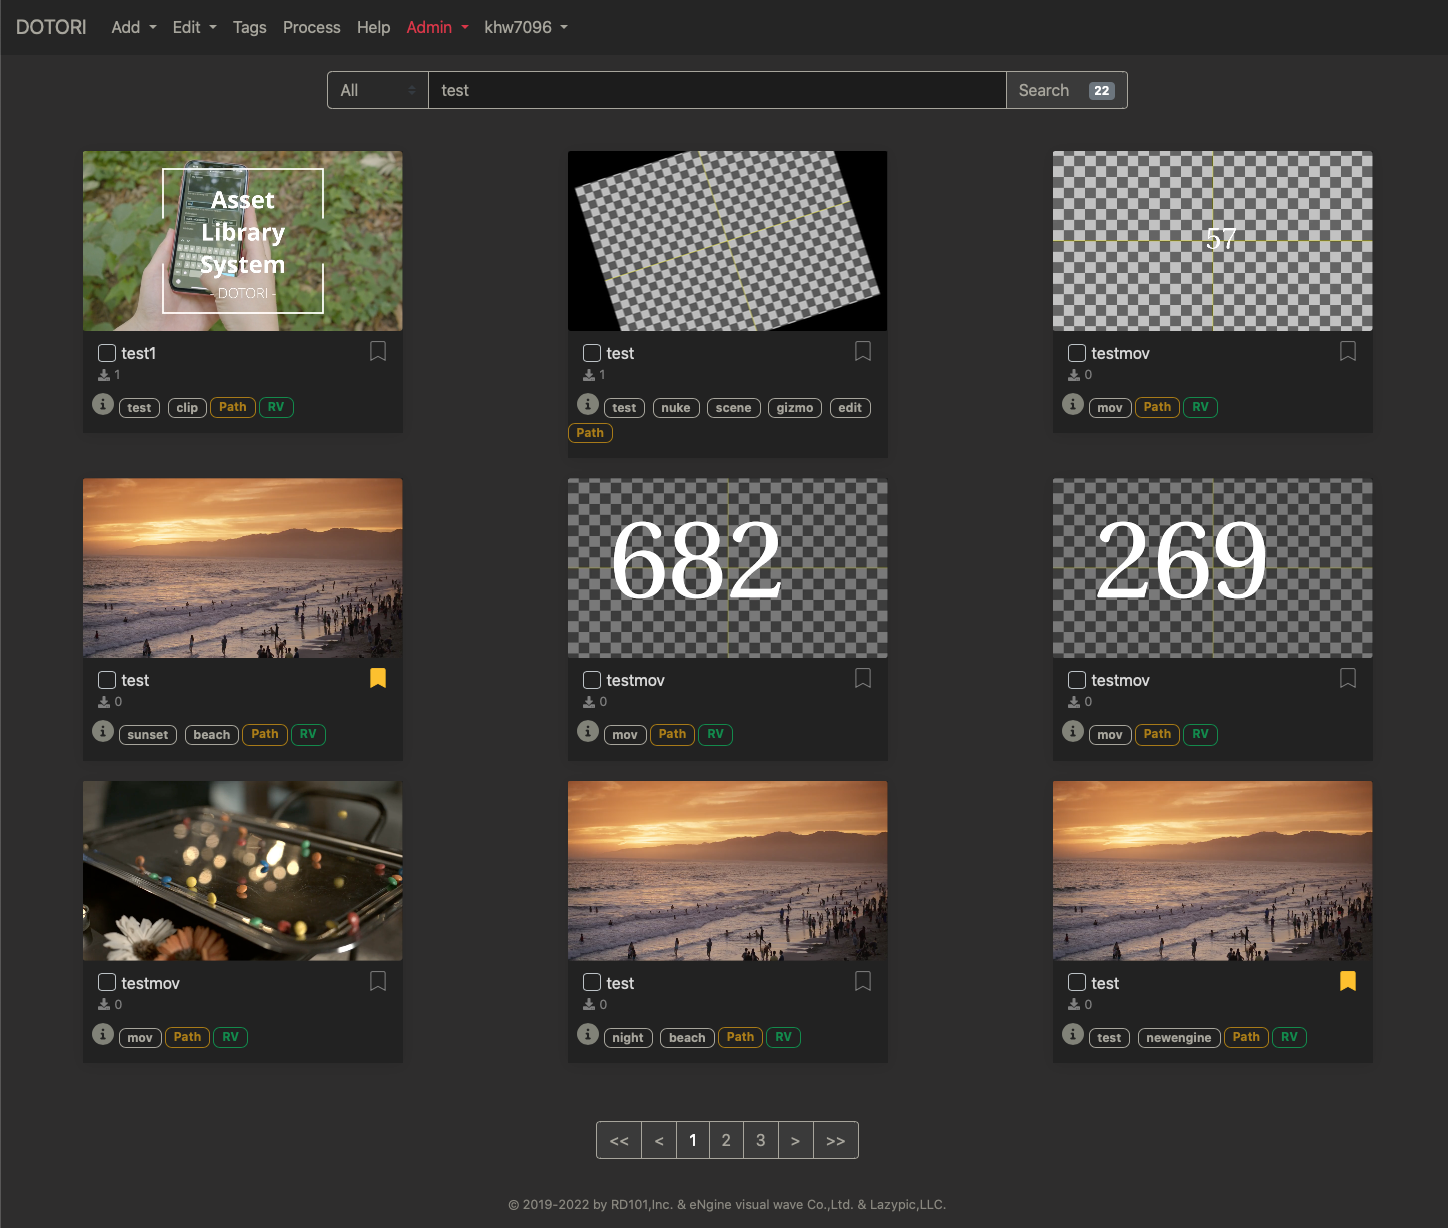 DOTORI Add Edit Tags Process Help Admin khw7096
All test Search 22
Asset
Library
System
- DOTORI -
57
test1 test testmov
1 1 0
test clip Path RV test nuke scene gizmo edit mov Path RV
Path
682 269
test testmov testmov
0 0 0
sunset beach Path RV mov Path RV mov Path RV
testmov test test
0 0 0
mov Path RV night beach Path RV test newengine Path RV
<< < 1 2 3 > >>
© 2019-2022 by RD101,Inc. & eNgine visual wave Co.,Ltd. & Lazypic,LLC.